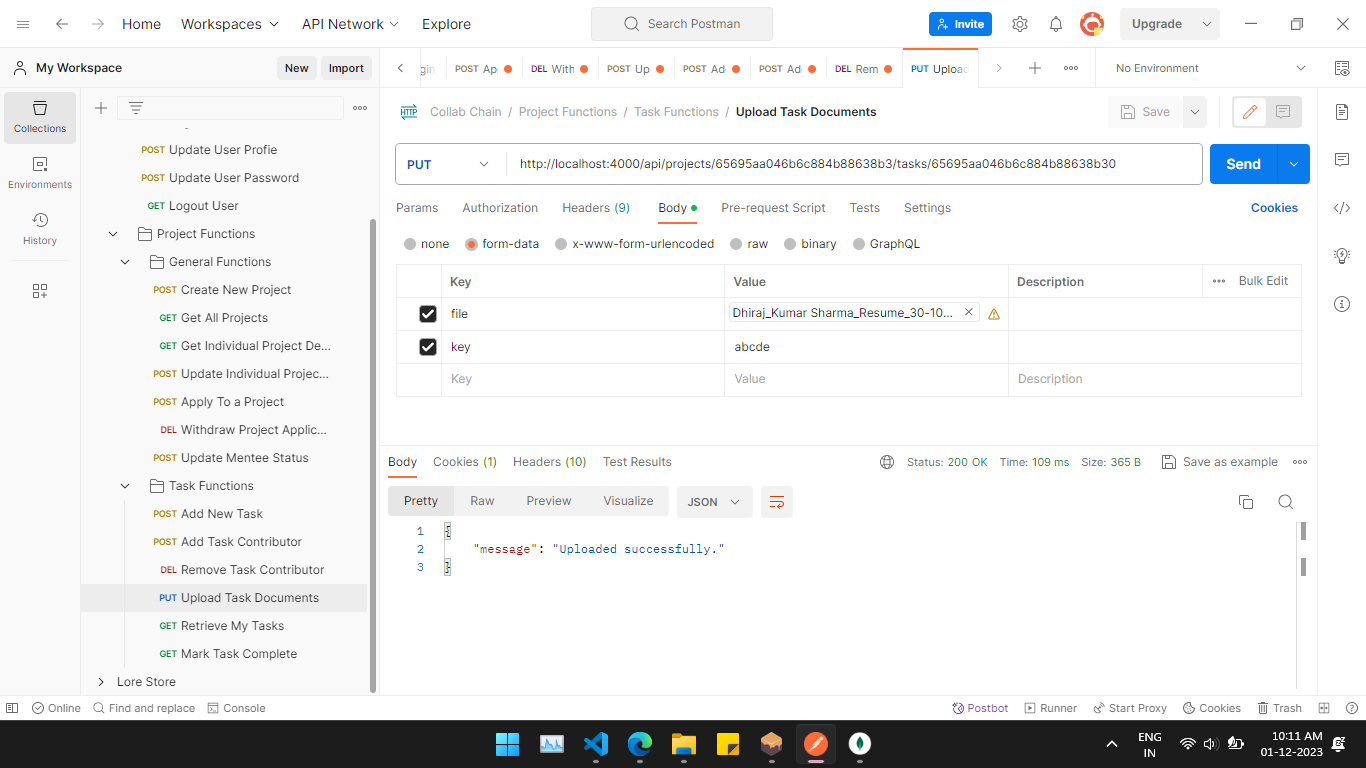 Home Workspaces API Network Explore Search Postman Invite Upgrade
My Workspace New Import
gin POST Ap DEL With POST Up POST Ad POST Ad DEL Rem PUT Upload No Environment
Collections
Environments
History
POST Update User Profie
POST Update User Password
GET Logout User
Project Functions
General Functions
POST Create New Project
GET Get All Projects
GET Get Individual Project De...
POST Update Individual Projec...
POST Apply To a Project
DEL Withdraw Project Applic...
POST Update Mentee Status
Task Functions
POST Add New Task
POST Add Task Contributor
DEL Remove Task Contributor
PUT Upload Task Documents
GET Retrieve My Tasks
GET Mark Task Complete
Lore Store
HTTP Collab Chain / Project Functions / Task Functions / Upload Task Documents Save
PUT http://localhost:4000/api/projects/65695aa046b6c884b88638b3/tasks/65695aa046b6c884b88638b30 Send
Params Authorization Headers (9) Body Pre-request Script Tests Settings Cookies
none form-data x-www-form-urlencoded raw binary GraphQL
Key Value Description Bulk Edit
file Dhiraj_Kumar Sharma_Resume_30-10...
key abcde
Key Value Description
Body Cookies (1) Headers (10) Test Results Status: 200 OK Time: 109 ms Size: 365 B Save as example
Pretty Raw Preview Visualize JSON
1 {
2 "message": "Uploaded successfully."
3 }
Online Find and replace Console Postbot Runner Start Proxy Cookies Trash
ENG
IN
10:11 AM
01-12-2023